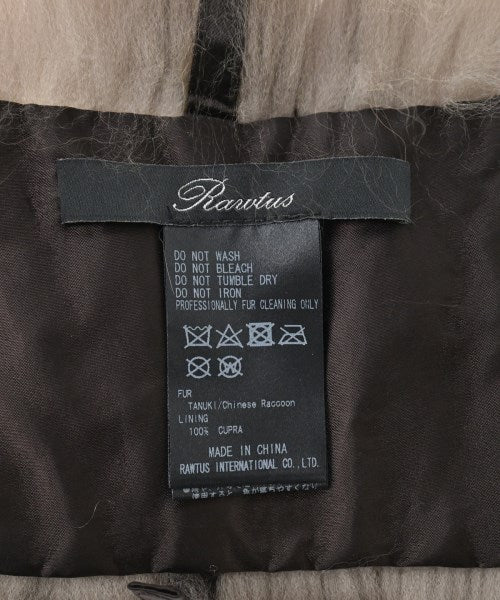 Rawtus
DO NOT WASH
DO NOT BLEACH
DO NOT TUMBLE DRY
DO NOT IRON
PROFESSIONALLY FUR CLEANING ONLY
FUR
TANUKI/Chinese Raccoon
LINING
100% CUPRA
MADE IN CHINA
RAWTUS INTERNATIONAL CO.,LTD.